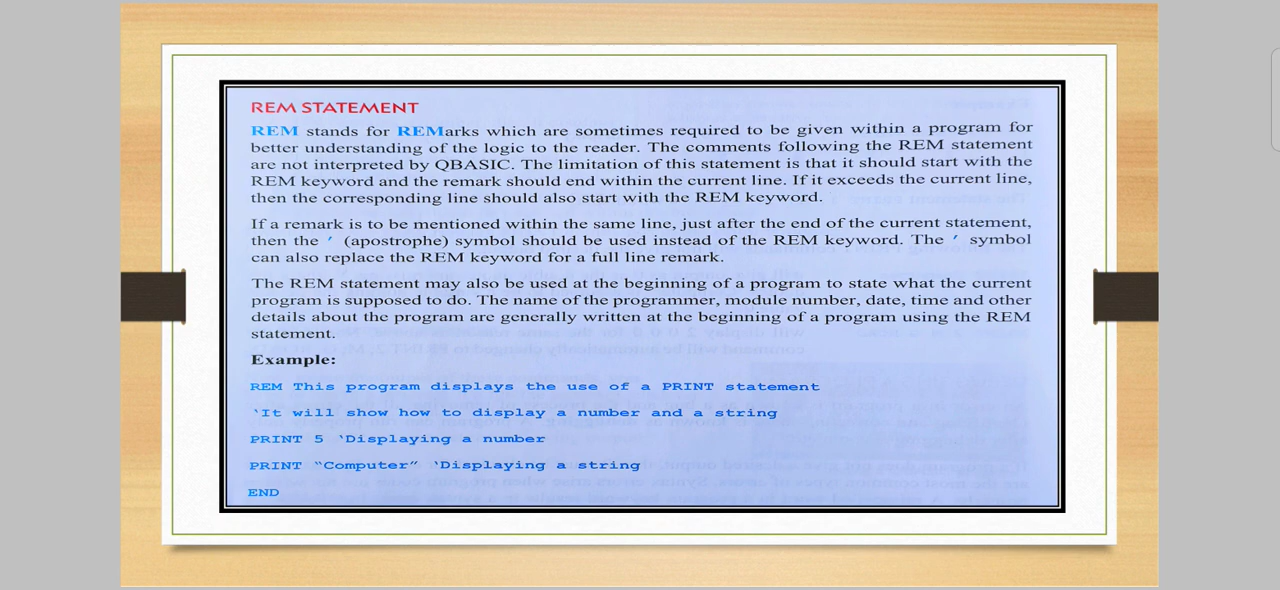 REM STATEMENT
REM stands for REMarks which are sometimes required to be given within a program for
better understanding of the logic to the reader. The comments following the REM statement
are not interpreted by QBASIC. The limitation of this statement is that it should start with the
REM keyword and the remark should end within the current line. If it exceeds the current line,
then the corresponding line should also start with the REM keyword.
If a remark is to be mentioned within the same line, just after the end of the current statement,
then the ′ (apostrophe) symbol should be used instead of the REM keyword. The ′ symbol
can also replace the REM keyword for a full line remark.
The REM statement may also be used at the beginning of a program to state what the current
program is supposed to do. The name of the programmer, module number, date, time and other
details about the program are generally written at the beginning of a program using the REM
statement.
Example:
REM This program displays the use of a PRINT statement
‘It will show how to display a number and a string
PRINT 5 ‘Displaying a number
PRINT “Computer” ‘Displaying a string
END